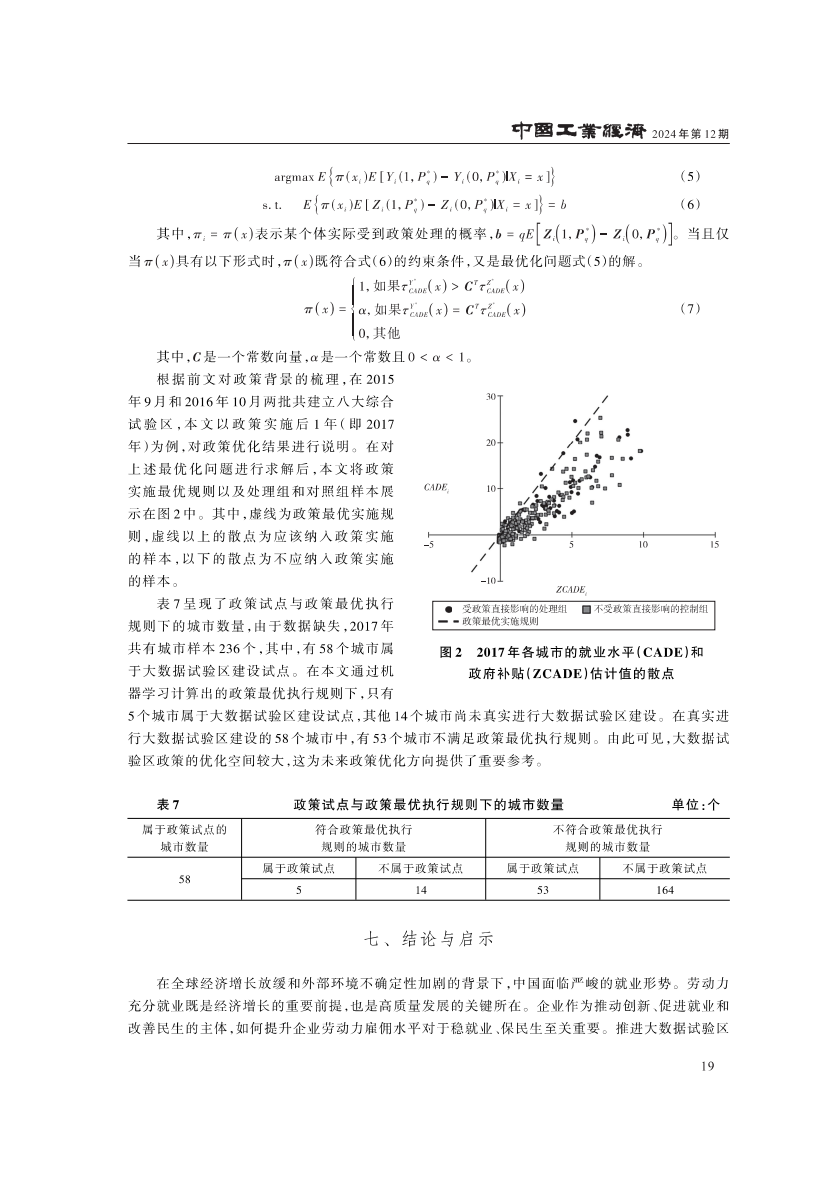 中國工業經濟 2024年第12期
argmax E{π(x_i)E[Y_i(1, P_q^*) − Y_i(0, P_q^*)|X_i = x]} (5)
s. t. E{π(x_i)E[Z_i(1, P_q^*) − Z_i(0, P_q^*)|X_i = x]} = b (6)
其中,π_i = π(x)表示某个体实际受到政策处理的概率,b = qE[Z_i(1, P_q^*) − Z_i(0, P_q^*)]。当且仅
当π(x)具有以下形式时,π(x)既符合式(6)的约束条件,又是最优化问题式(5)的解。
1, 如果τ_CADE^{Y^*}(x) > C^T τ_CADE^{Z^*}(x)
π(x) = { α, 如果τ_CADE^{Y^*}(x) = C^T τ_CADE^{Z^*}(x) (7)
0, 其他
其中,C是一个常数向量,α是一个常数且0 < α < 1。
根据前文对政策背景的梳理,在2015
年9月和2016年10月两批共建立八大综合
试验区,本文以政策实施后1年(即2017
年)为例,对政策优化结果进行说明。在对
上述最优化问题进行求解后,本文将政策
实施最优规则以及处理组和对照组样本展
示在图2中。其中,虚线为政策最优实施规
则,虚线以上的散点为应该纳入政策实施
的样本,以下的散点为不应纳入政策实施
的样本。
表7呈现了政策试点与政策最优执行
规则下的城市数量,由于数据缺失,2017年
共有城市样本236个,其中,有58个城市属
于大数据试验区建设试点。在本文通过机
器学习计算出的政策最优执行规则下,只有
30
20
CADE_i
10
−5 5 10 15
−10
ZCADE_i
受政策直接影响的处理组 不受政策直接影响的控制组
政策最优实施规则
图2 2017年各城市的就业水平(CADE)和
政府补贴(ZCADE)估计值的散点
5个城市属于大数据试验区建设试点,其他14个城市尚未真实进行大数据试验区建设。在真实进
行大数据试验区建设的58个城市中,有53个城市不满足政策最优执行规则。由此可见,大数据试
验区政策的优化空间较大,这为未来政策优化方向提供了重要参考。
表7 政策试点与政策最优执行规则下的城市数量 单位:个
属于政策试点的 符合政策最优执行 不符合政策最优执行
城市数量 规则的城市数量 规则的城市数量
属于政策试点 不属于政策试点 属于政策试点 不属于政策试点
58
5 14 53 164
七、结论与启示
在全球经济增长放缓和外部环境不确定性加剧的背景下,中国面临严峻的就业形势。劳动力
充分就业既是经济增长的重要前提,也是高质量发展的关键所在。企业作为推动创新、促进就业和
改善民生的主体,如何提升企业劳动力雇佣水平对于稳就业、保民生至关重要。推进大数据试验区
19